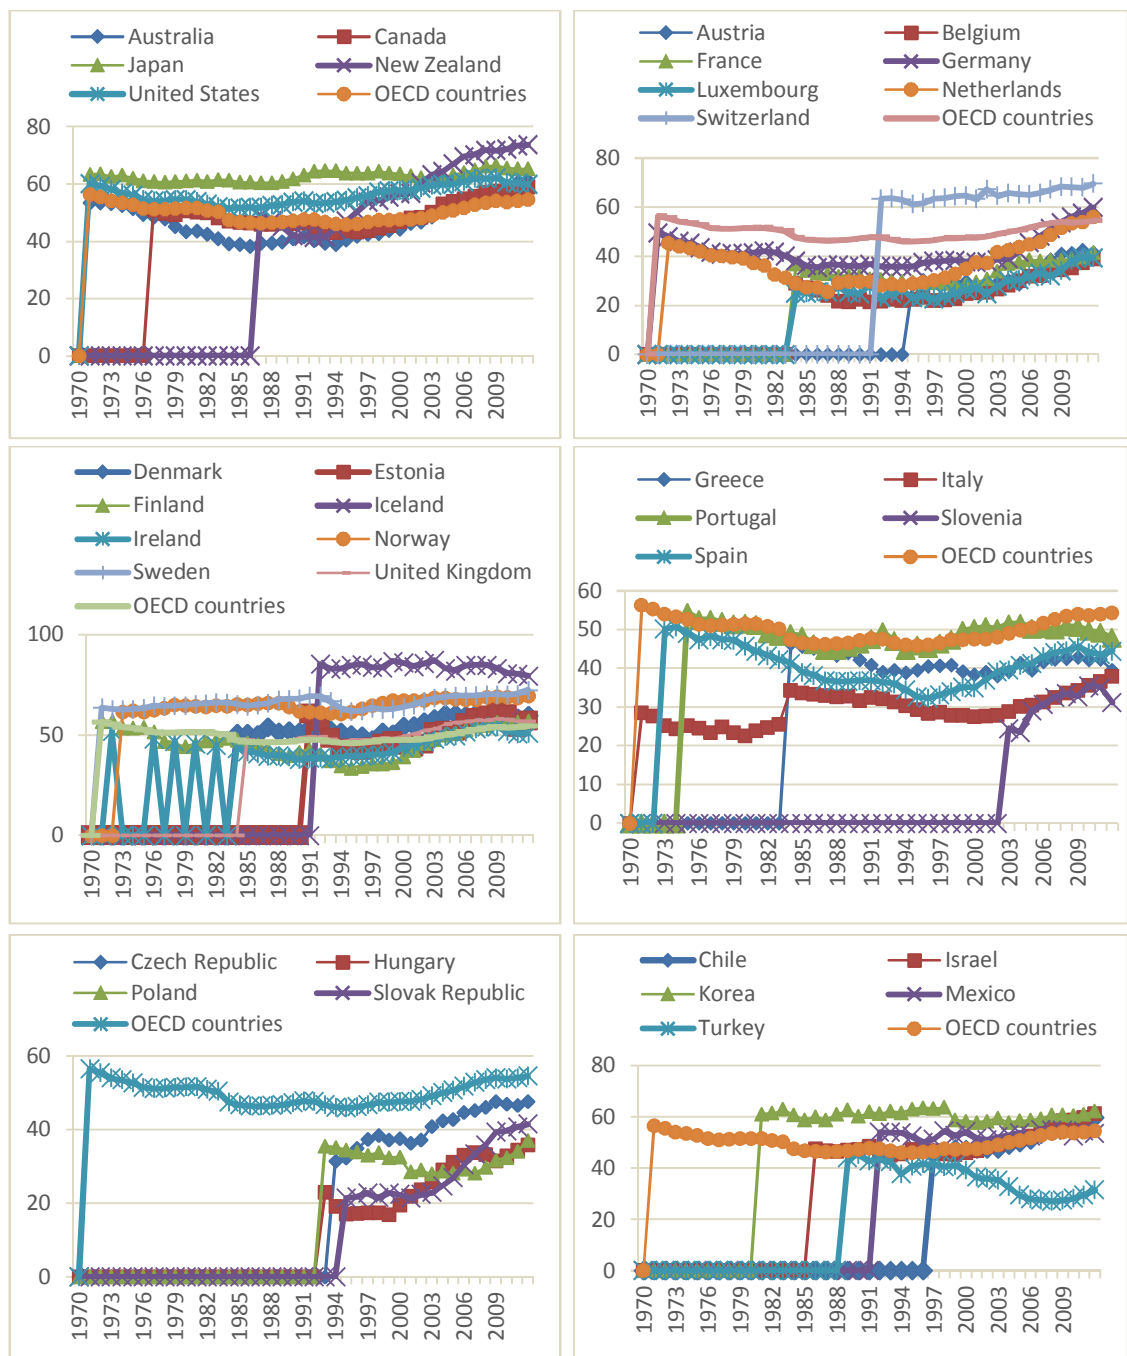 Australia Canada
Japan New Zealand
United States OECD countries
80
60
40
20
0
1970 1973 1976 1979 1982 1985 1988 1991 1994 1997 2000 2003 2006 2009
Austria Belgium
France Germany
Luxembourg Netherlands
Switzerland OECD countries
80
60
40
20
0
1970 1973 1976 1979 1982 1985 1988 1991 1994 1997 2000 2003 2006 2009
Denmark Estonia
Finland Iceland
Ireland Norway
Sweden United Kingdom
OECD countries
100
50
0
1970 1973 1976 1979 1982 1985 1988 1991 1994 1997 2000 2003 2006 2009
Greece Italy
Portugal Slovenia
Spain OECD countries
60
50
40
30
20
10
0
1970 1973 1976 1979 1982 1985 1988 1991 1994 1997 2000 2003 2006 2009
Czech Republic Hungary
Poland Slovak Republic
OECD countries
60
40
20
0
1970 1973 1976 1979 1982 1985 1988 1991 1994 1997 2000 2003 2006 2009
Chile Israel
Korea Mexico
Turkey OECD countries
80
60
40
20
0
1970 1973 1976 1979 1982 1985 1988 1991 1994 1997 2000 2003 2006 2009